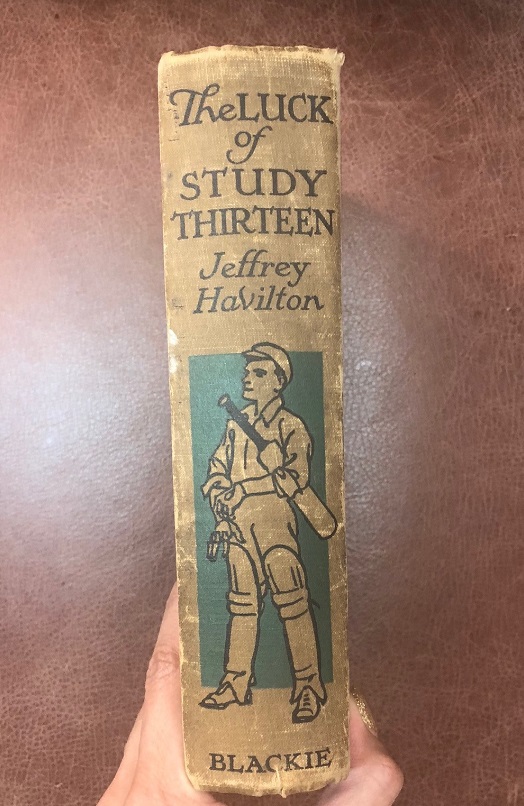 The LUCK
of
STUDY
THIRTEEN
Jeffrey
Havilton
BLACKIE